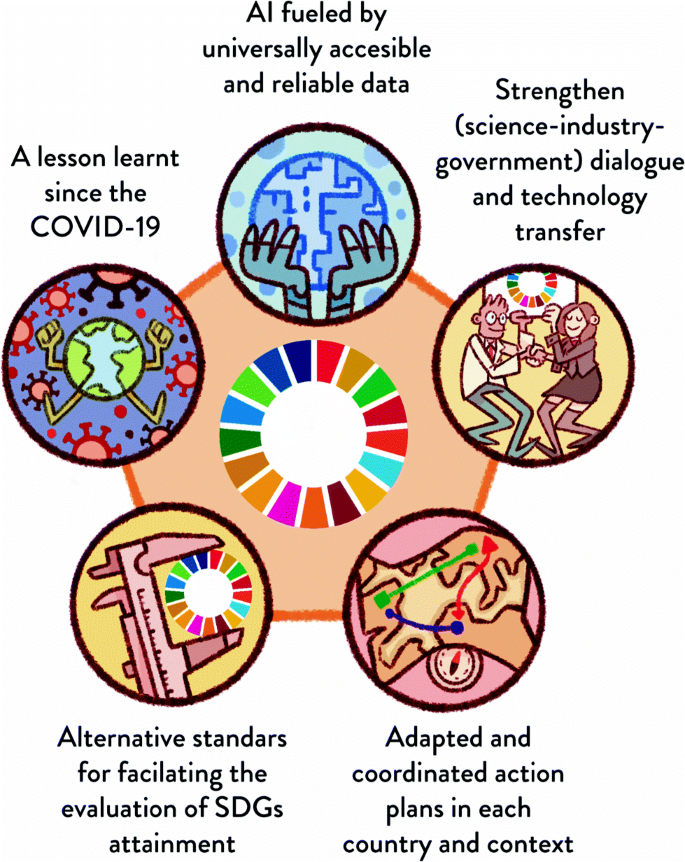 AI fueled by
universally accesible
and reliable data
Strengthen
(science-industry-
government) dialogue
and technology
transfer
A lesson learnt
since the
COVID-19
Alternative standars
for facilating the
evaluation of SDGs
attainment
Adapted and
coordinated action
plans in each
country and context